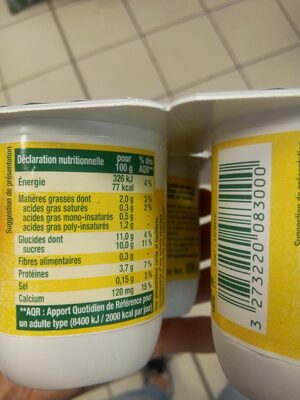 Suggestion de présentation
Déclaration nutritionnelle pour 100 g % des AQR**
Énergie 326 kJ 77 kcal 4 %
Matières grasses dont 2,0 g 3 %
acides gras saturés 0,3 g 2 %
acides gras mono-insaturés 0,5 g
acides gras poly-insaturés 1,2 g
Glucides dont 11,0 g 4 %
sucres 10,0 g 11 %
Fibres alimentaires 0,3 g
Protéines 3,7 g 7 %
Sel 0,15 g 3 %
Calcium 120 mg 15 %
**AQR : Apport Quotidien de Référence pour
un adulte type (8400 kJ / 2000 kcal par jour)
3 273220 083000